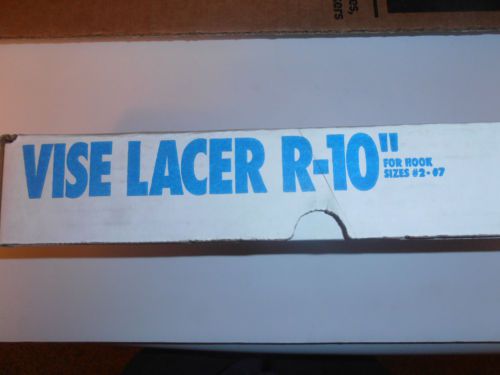 VISE LACER R-10"
FOR HOOK
SIZES #2-#7